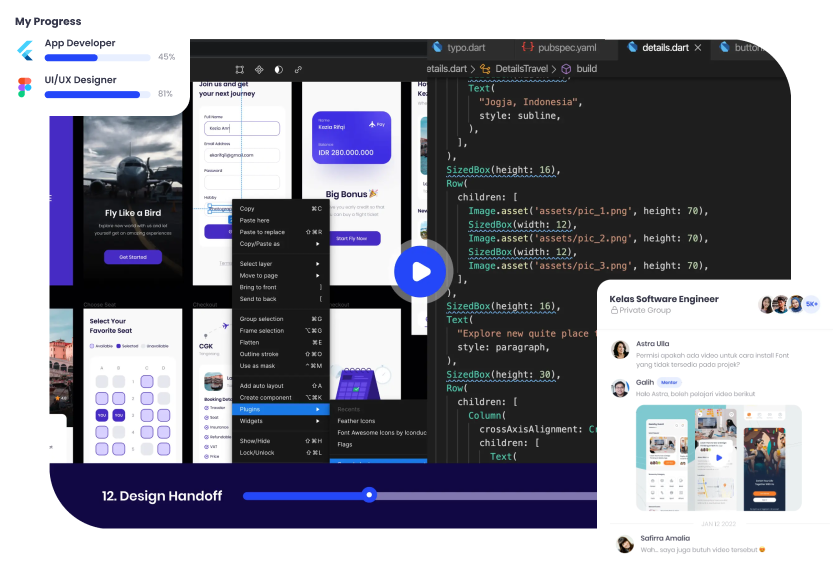 My Progress
App Developer
45%
UI/UX Designer
81%
Join us and get
your next journey
Full Name
Kezia Anr
Email Address
ekarifqi@gmail.com
Password
Hobby
Fly Like a Bird
Explore new world with us and let
yourself get an amazing experiences
Get Started
Name
Kezia Rifqi
Pay
Balance
IDR 280.000.000
Big Bonus 🎉
Start Fly Now
Copy ⌘C
Paste here
Paste to replace ⇧⌘R
Copy/Paste as
Select layer
Move to page
Bring to front ]
Send to back [
Group selection ⌘G
Frame selection ⌥⌘G
Flatten ⌘E
Outline stroke ⇧⌘O
Use as mask ⌃⌘M
Add auto layout ⇧A
Create component ⌥⌘K
Plugins
Widgets
Show/Hide ⇧⌘H
Lock/Unlock ⇧⌘L
Recents
Feather Icons
Font Awesome Icons by Iconduc
Flags
Choose Seat
Select Your
Favorite Seat
Available Selected Unavailable
A B C D
1
2
YOU YOU 3
4
5
Checkout
CGK
Tangerang
Booking Deta
Traveler
Seat
Insurance
Refundable
VAT
Price
typo.dart
pubspec.yaml
details.dart
button
etails.dart > DetailsTravel > build
Text(
"Jogja, Indonesia",
style: subline,
),
],
),
SizedBox(height: 16),
Row(
children: [
Image.asset('assets/pic_1.png', height: 70),
SizedBox(width: 12),
Image.asset('assets/pic_2.png', height: 70),
SizedBox(width: 12),
Image.asset('assets/pic_3.png', height: 70),
],
),
SizedBox(height: 16),
Text(
"Explore new quite place
style: paragraph,
),
SizedBox(height: 30),
Row(
children: [
Column(
crossAxisAlignment: Cr
children: [
Text(
12. Design Handoff
Kelas Software Engineer
Private Group
5K+
Astra Ulla
Permisi apakah ada video untuk cara install Font
yang tidak tersedia pada projek?
Galih Mentor
Halo Astra, boleh pelajari video berikut
JAN 12 2022
Safirra Amalia
Wah.. saya juga butuh video tersebut 😍